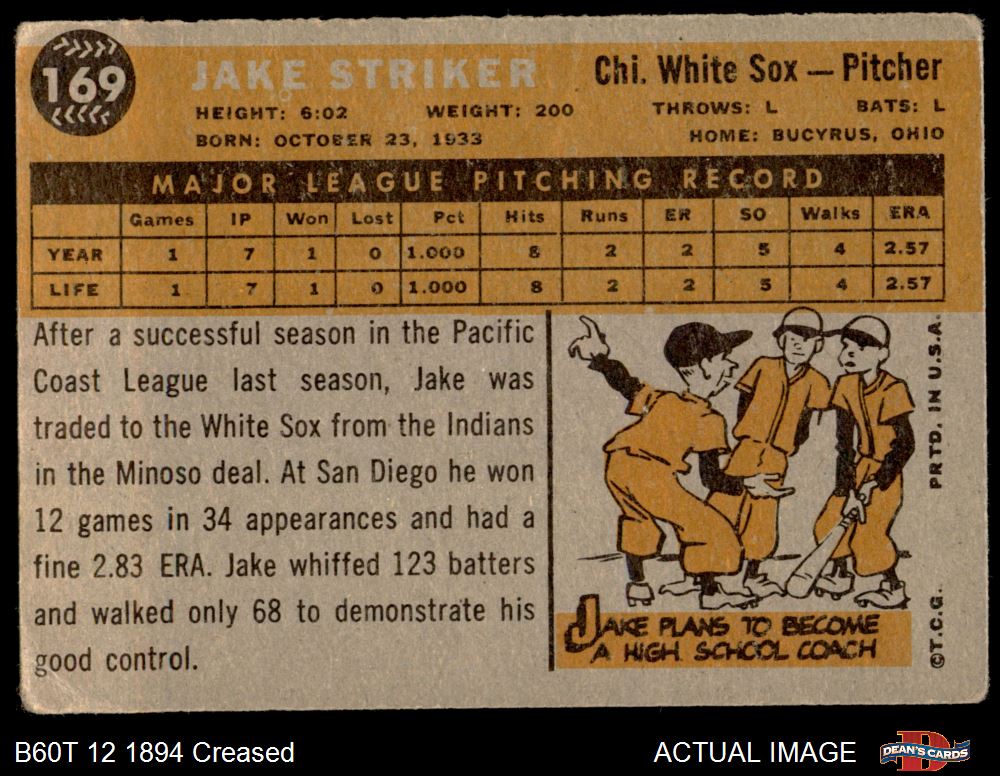 169
JAKE STRIKER
Chi. White Sox — Pitcher
HEIGHT: 6:02 WEIGHT: 200 THROWS: L BATS: L
BORN: OCTOBER 23, 1933 HOME: BUCYRUS, OHIO
MAJOR LEAGUE PITCHING RECORD
Games IP Won Lost Pct Hits Runs ER SO Walks ERA
YEAR 1 7 1 0 1.000 8 2 2 5 4 2.57
LIFE 1 7 1 0 1.000 8 2 2 5 4 2.57
After a successful season in the Pacific
Coast League last season, Jake was
traded to the White Sox from the Indians
in the Minoso deal. At San Diego he won
12 games in 34 appearances and had a
fine 2.83 ERA. Jake whiffed 123 batters
and walked only 68 to demonstrate his
good control.
JAKE PLANS TO BECOME
A HIGH SCHOOL COACH
©T.C.G. PRTD. IN U.S.A.
B60T 12 1894 Creased
ACTUAL IMAGE
DEAN'S CARDS